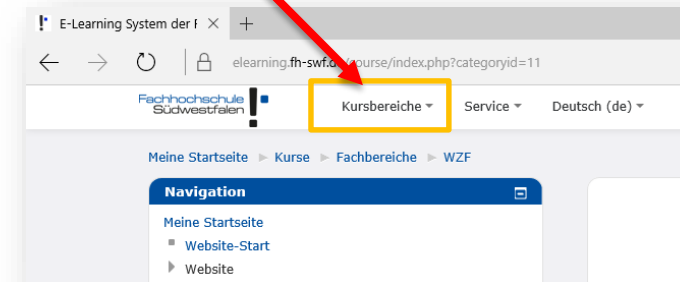 E-Learning System der F
elearning.fh-swf.de/course/index.php?categoryid=11
Fachhochschule
Südwestfalen
Kursbereiche
Service
Deutsch (de)
Meine Startseite Kurse Fachbereiche WZF
Navigation
Meine Startseite
Website-Start
Website